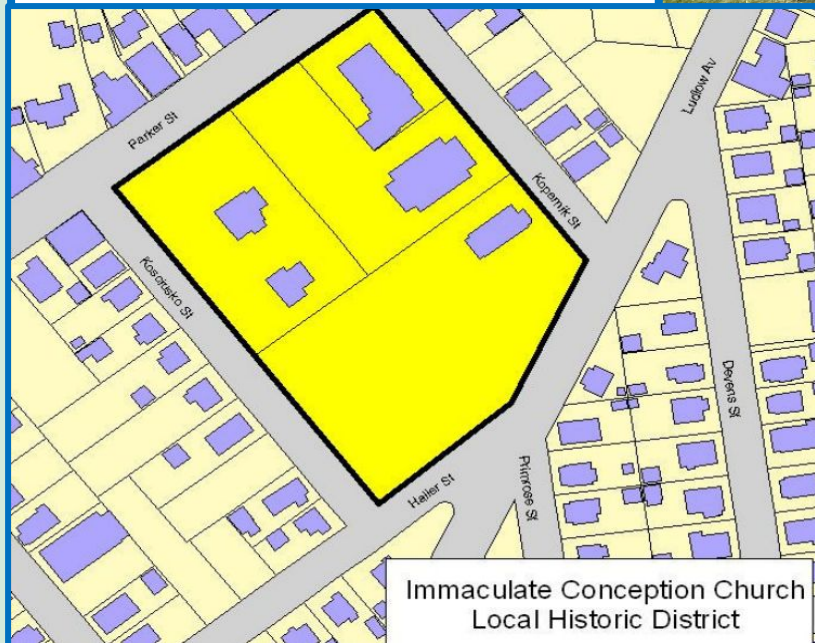 Ludlow Av
Parker St
Kopernik St
Kosciusko St
Devens St
Primrose St
Haller St
Immaculate Conception Church
Local Historic District